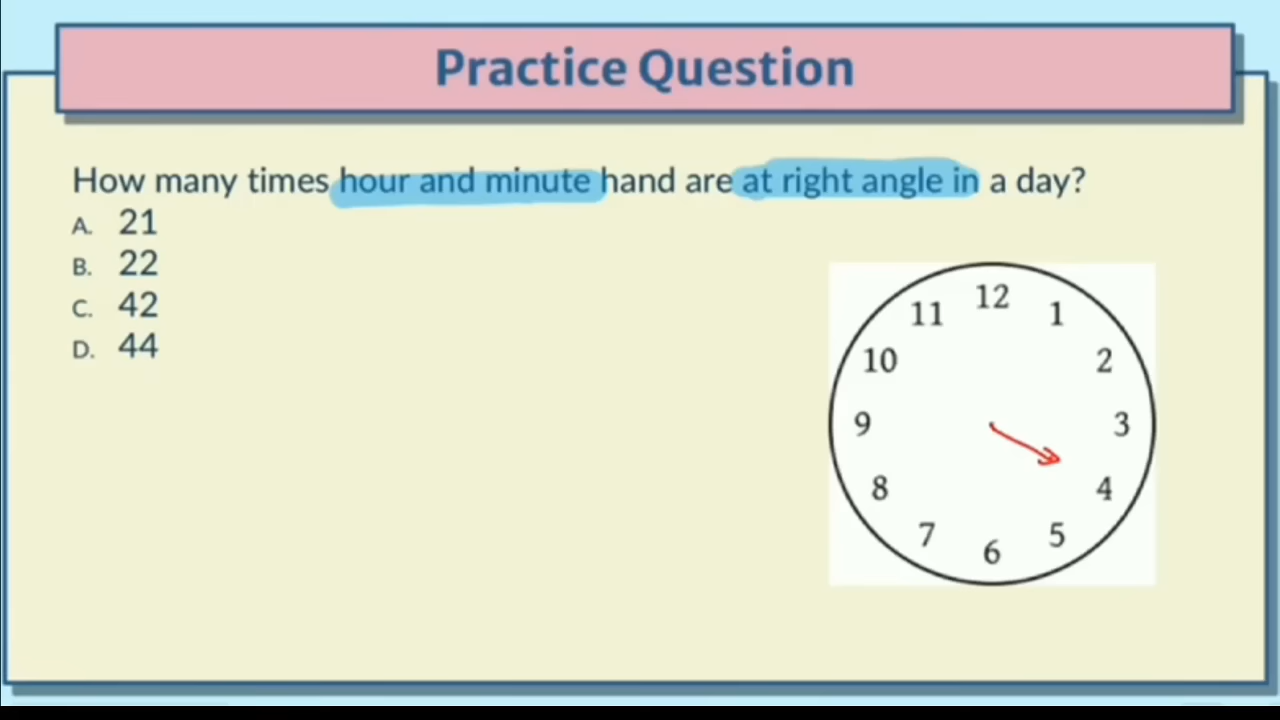 Practice Question
How many times hour and minute hand are at right angle in a day?
A. 21
B. 22
C. 42
D. 44
12
11
1
10
2
9
3
8
4
7
5
6